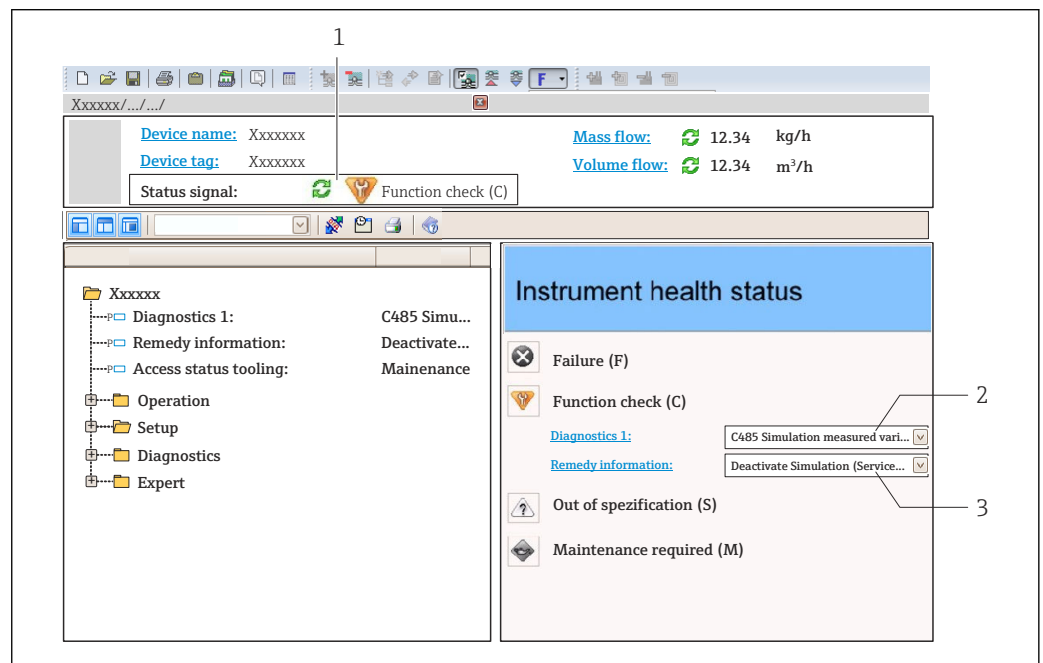 1
F
Xxxxxx/.../.../
Device name: Xxxxxxx
Mass flow: 12.34 kg/h
Device tag: Xxxxxxx
Volume flow: 12.34 m³/h
Status signal: Function check (C)
Xxxxxx
P Diagnostics 1: C485 Simu...
P Remedy information: Deactivate...
P Access status tooling: Mainenance
Operation
Setup
Diagnostics
Expert
Instrument health status
Failure (F)
Function check (C)
2
Diagnostics 1: C485 Simulation measured vari...
Remedy information: Deactivate Simulation (Service...
Out of spezification (S)
3
Maintenance required (M)